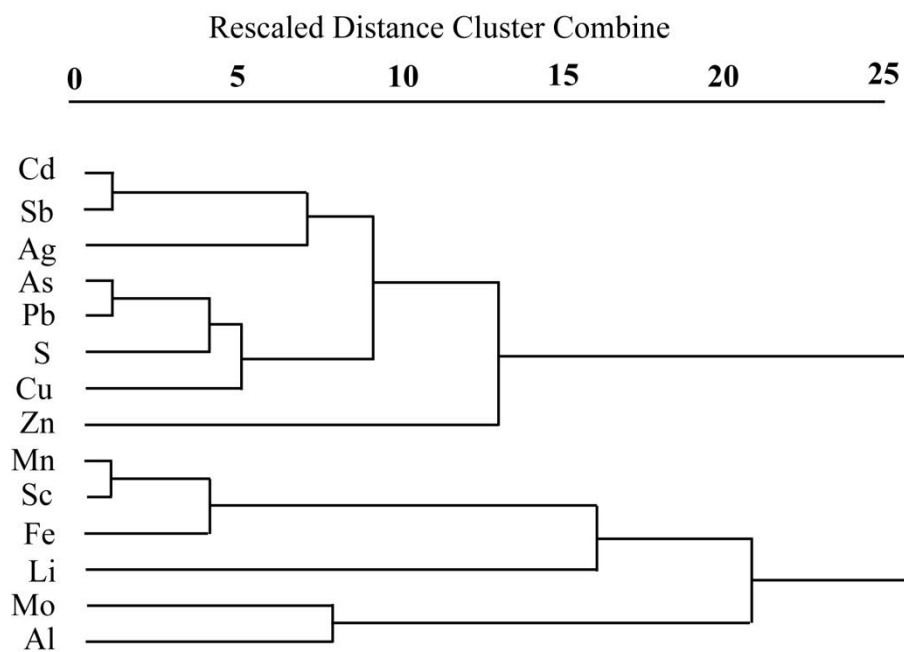 Rescaled Distance Cluster Combine
0 5 10 15 20 25
Cd
Sb
Ag
As
Pb
S
Cu
Zn
Mn
Sc
Fe
Li
Mo
Al